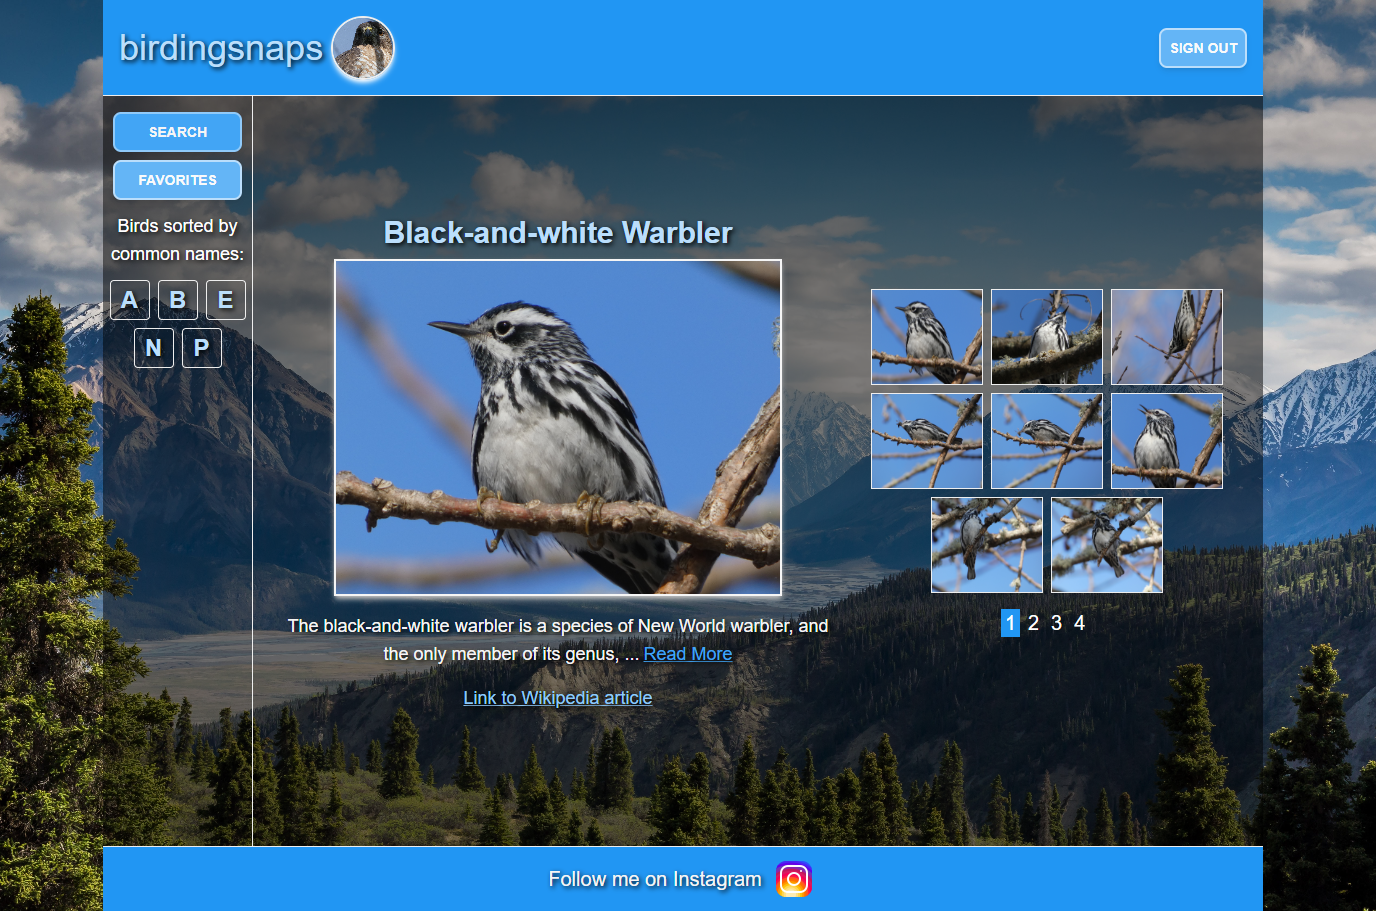 birdingsnaps
SIGN OUT
SEARCH
FAVORITES
Birds sorted by
common names:
A B E
N P
Black-and-white Warbler
The black-and-white warbler is a species of New World warbler, and
the only member of its genus, ... Read More
Link to Wikipedia article
1 2 3 4
Follow me on Instagram